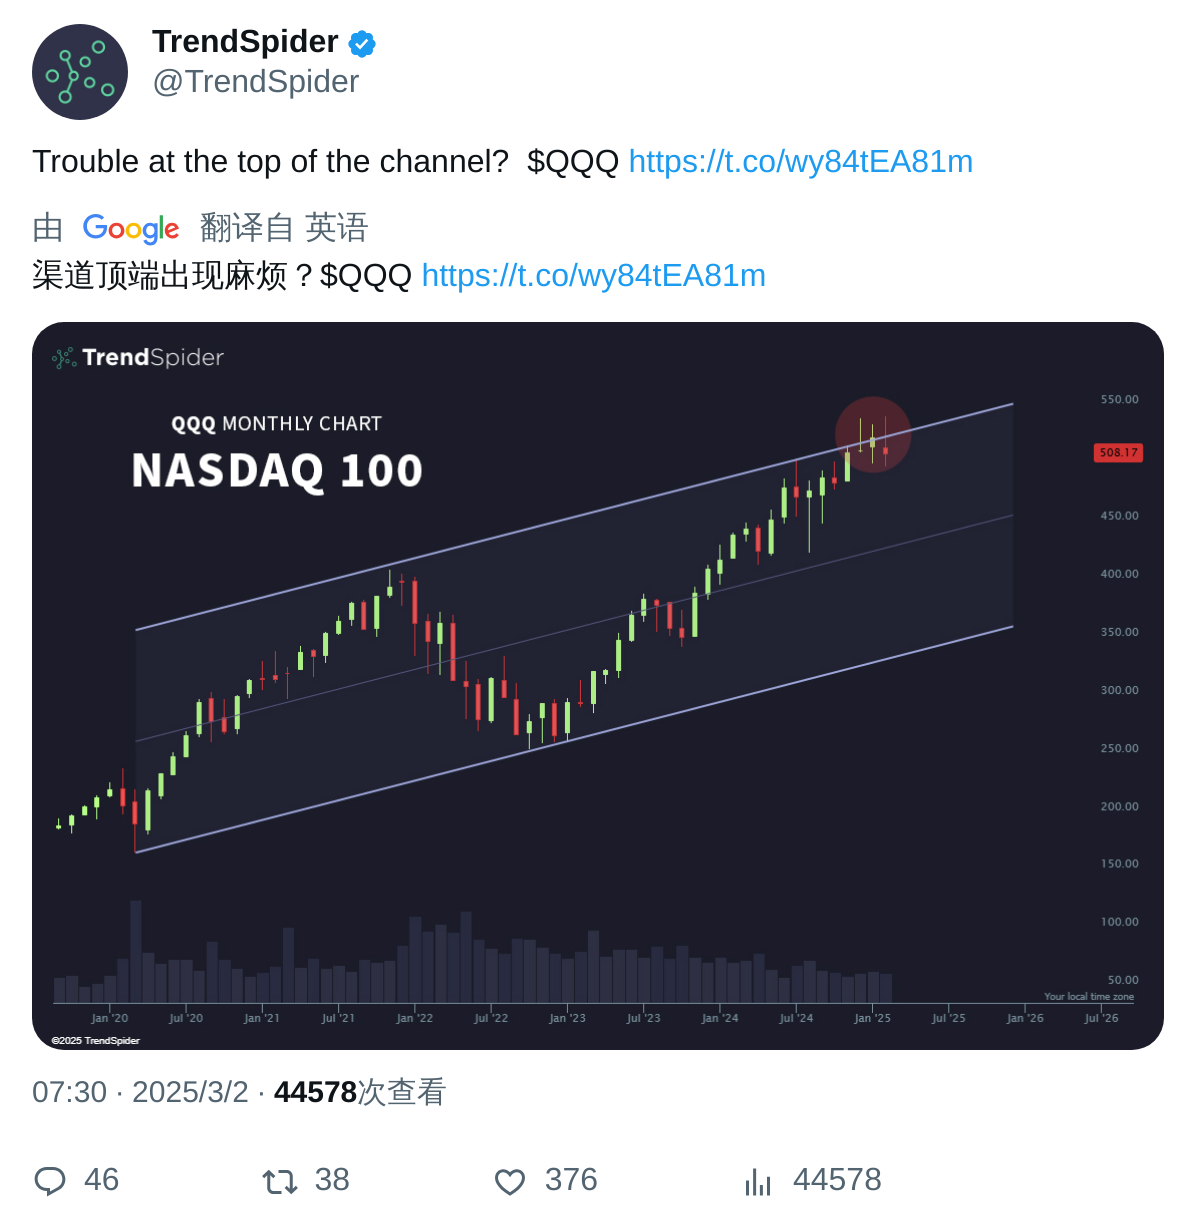 TrendSpider
@TrendSpider
Trouble at the top of the channel? $QQQ https://t.co/wy84tEA81m
由 Google 翻译自 英语
渠道顶端出现麻烦？$QQQ https://t.co/wy84tEA81m
TrendSpider
QQQ MONTHLY CHART
NASDAQ 100
550.00
508.17
450.00
400.00
350.00
300.00
250.00
200.00
150.00
100.00
50.00
Your local time zone
Jan '20 Jul '20 Jan '21 Jul '21 Jan '22 Jul '22 Jan '23 Jul '23 Jan '24 Jul '24 Jan '25 Jul '25 Jan '26 Jul '26
©2025 TrendSpider
07:30 · 2025/3/2 · 44578次查看
46 38 376 44578